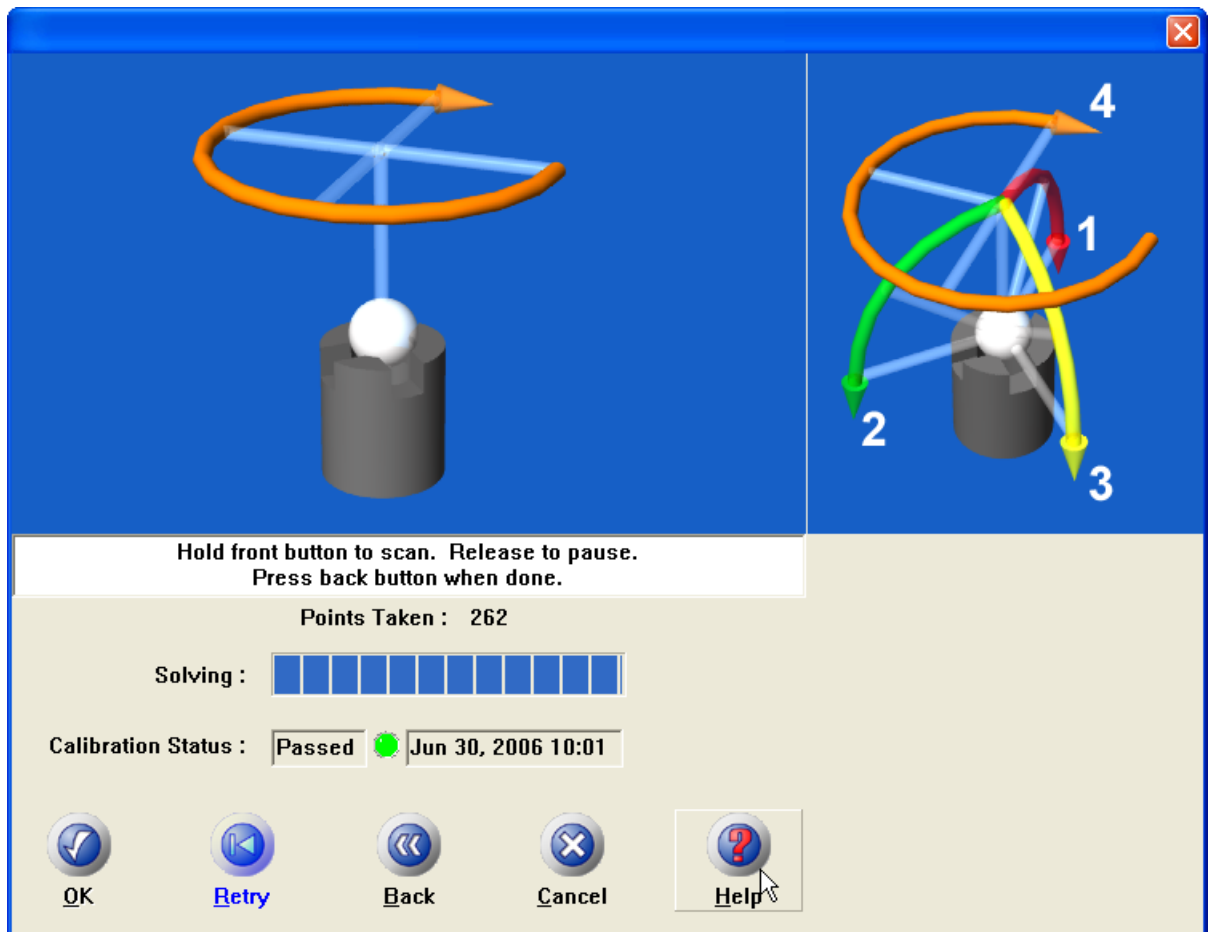 4
1
2
3
Hold front button to scan.  Release to pause.
Press back button when done.
Points Taken :   262
Solving :
Calibration Status :   Passed   Jun 30, 2006 10:01
OK   Retry   Back   Cancel   Help